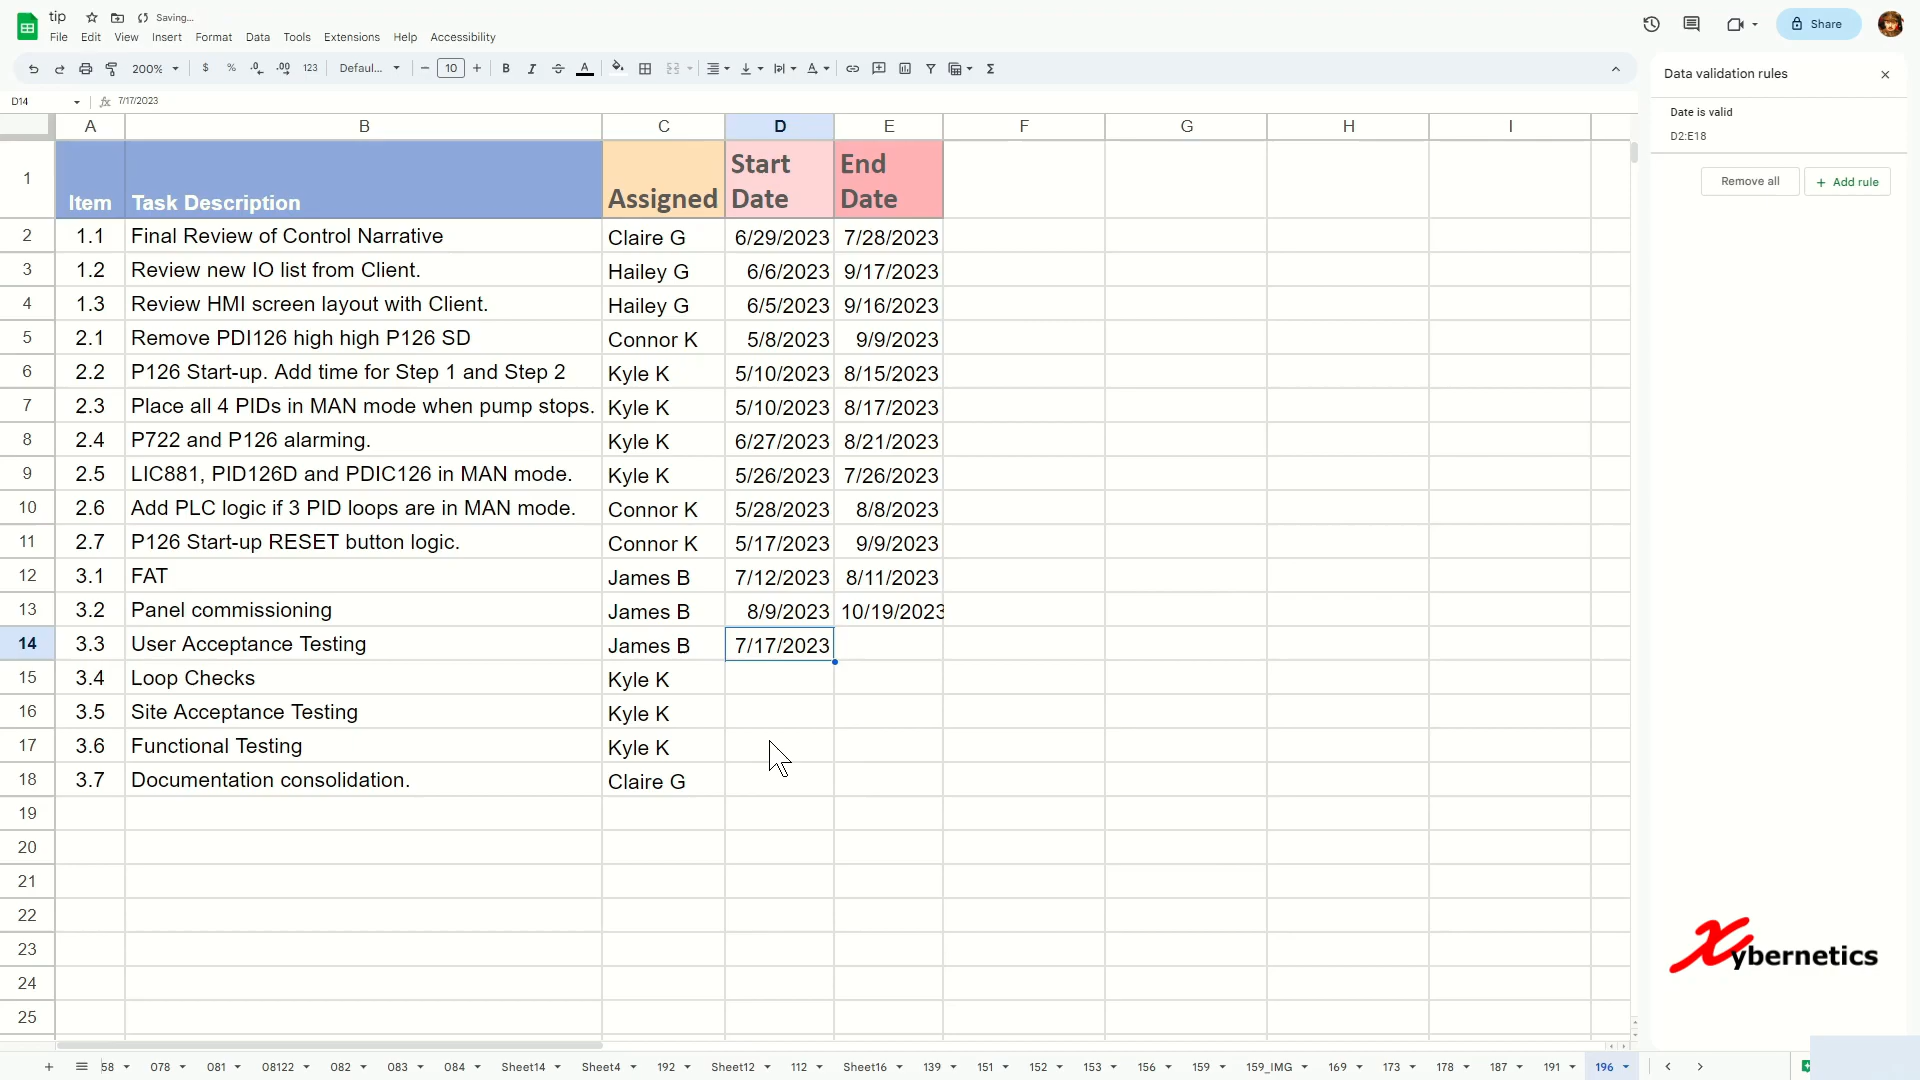 tip Saving...
File Edit View Insert Format Data Tools Extensions Help Accessibility
Share
200% $ % .0 .00 123 Defaul... 10 B I A Σ
D14 fx 7/17/2023
Data validation rules
Date is valid
D2:E18
Remove all + Add rule
A B C D E F G H I
1 Item Task Description Assigned Start Date End Date
2 1.1 Final Review of Control Narrative Claire G 6/29/2023 7/28/2023
3 1.2 Review new IO list from Client. Hailey G 6/6/2023 9/17/2023
4 1.3 Review HMI screen layout with Client. Hailey G 6/5/2023 9/16/2023
5 2.1 Remove PDI126 high high P126 SD Connor K 5/8/2023 9/9/2023
6 2.2 P126 Start-up. Add time for Step 1 and Step 2 Kyle K 5/10/2023 8/15/2023
7 2.3 Place all 4 PIDs in MAN mode when pump stops. Kyle K 5/10/2023 8/17/2023
8 2.4 P722 and P126 alarming. Kyle K 6/27/2023 8/21/2023
9 2.5 LIC881, PID126D and PDIC126 in MAN mode. Kyle K 5/26/2023 7/26/2023
10 2.6 Add PLC logic if 3 PID loops are in MAN mode. Connor K 5/28/2023 8/8/2023
11 2.7 P126 Start-up RESET button logic. Connor K 5/17/2023 9/9/2023
12 3.1 FAT James B 7/12/2023 8/11/2023
13 3.2 Panel commissioning James B 8/9/2023 10/19/2023
14 3.3 User Acceptance Testing James B 7/17/2023
15 3.4 Loop Checks Kyle K
16 3.5 Site Acceptance Testing Kyle K
17 3.6 Functional Testing Kyle K
18 3.7 Documentation consolidation. Claire G
19
20
21
22
23
24
25
Xybernetics
+ 58 078 081 08122 082 083 084 Sheet14 Sheet4 192 Sheet12 112 Sheet16 139 151 152 153 156 159 159_IMG 169 173 178 187 191 196